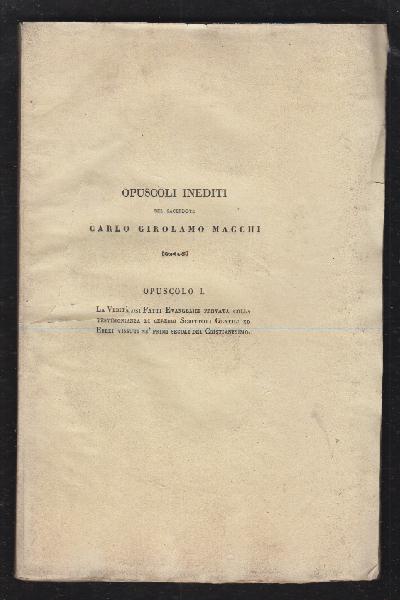 OPUSCOLI INEDITI
DEL SACERDOTE
CARLO GIROLAMO MACCHI
OPUSCOLO I.
LA VERITÀ DEI FATTI EVANGELICI PROVATA COLLA
TESTIMONIANZA DI CELEBRI SCRITTORI GENTILI ED
EBREI VISSUTI NE' PRIMI SECOLI DEL CRISTIANESIMO.